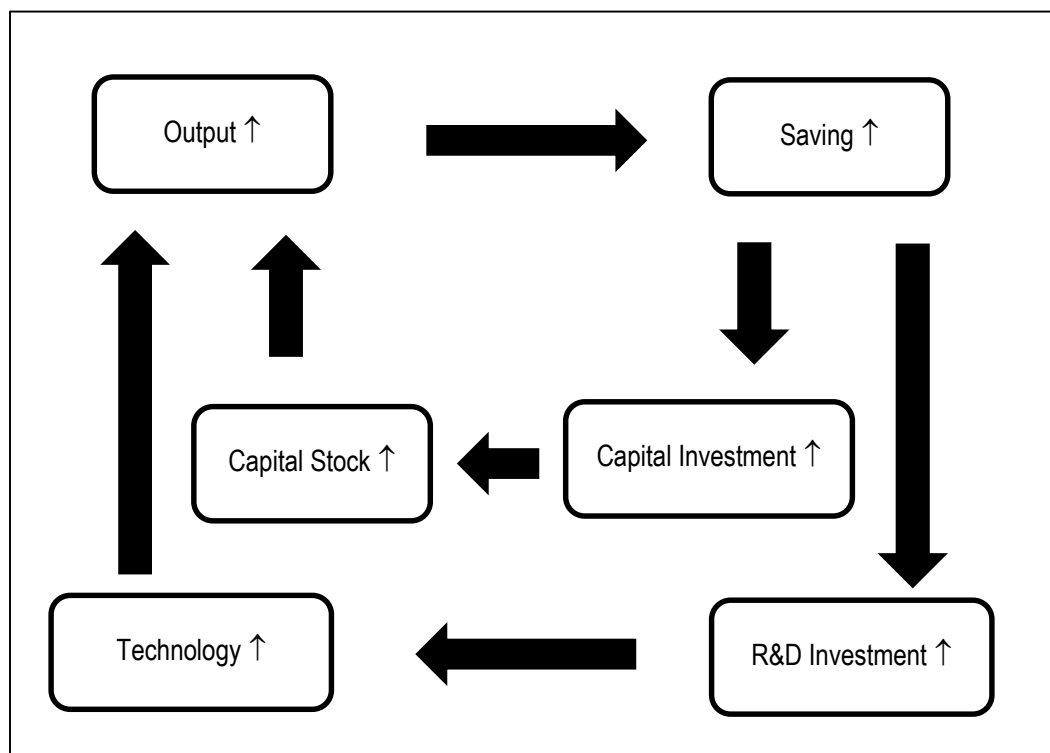 Output ↑
Saving ↑
Capital Stock ↑
Capital Investment ↑
Technology ↑
R&D Investment ↑